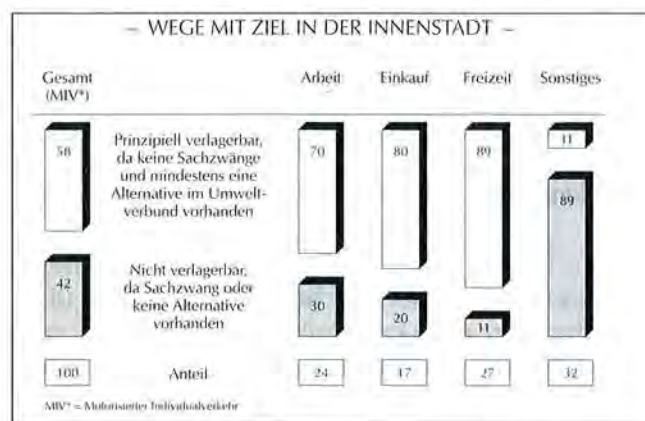 – WEGE MIT ZIEL IN DER INNENSTADT –
Gesamt
(MIV*)
Arbeit
Einkauf
Freizeit
Sonstiges
58
Prinzipiell verlagerbar,
da keine Sachzwänge
und mindestens eine
Alternative im Umwelt-
verbund vorhanden
70
80
89
11
42
Nicht verlagerbar,
da Sachzwang oder
keine Alternative
vorhanden
30
20
11
89
100
Anteil
24
17
27
32
MIV* = Motorisierter Individualverkehr